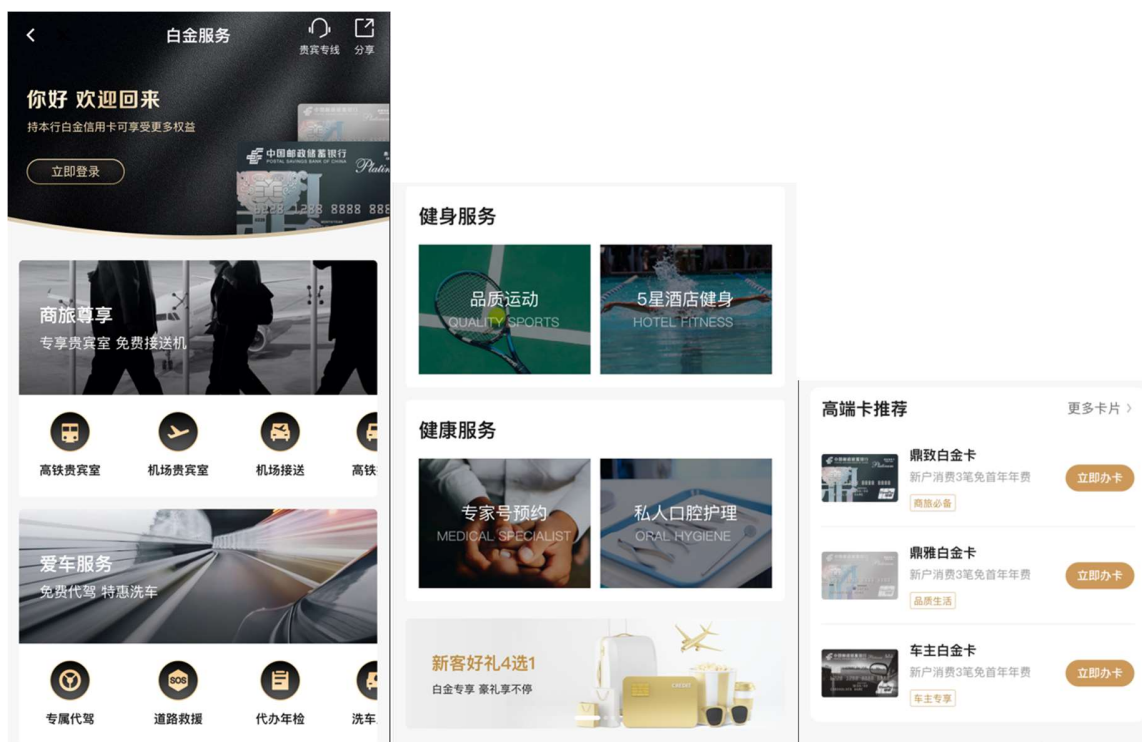 白金服务
贵宾专线
分享
你好 欢迎回来
持本行白金信用卡可享受更多权益
立即登录
中国邮政储蓄银行
POSTAL SAVINGS BANK OF CHINA
商旅尊享
专享贵宾室 免费接送机
高铁贵宾室
机场贵宾室
机场接送
高铁
爱车服务
免费代驾 特惠洗车
SOS
专属代驾
道路救援
代办年检
洗车
健身服务
品质运动
QUALITY SPORTS
5星酒店健身
HOTEL FITNESS
健康服务
专家号预约
MEDICAL SPECIALIST
私人口腔护理
ORAL HYGIENE
新客好礼4选1
白金专享 豪礼享不停
CREDIT
高端卡推荐
更多卡片
鼎致白金卡
新户消费3笔免首年年费
商旅必备
立即办卡
鼎雅白金卡
新户消费3笔免首年年费
品质生活
立即办卡
车主白金卡
新户消费3笔免首年年费
车主专享
立即办卡